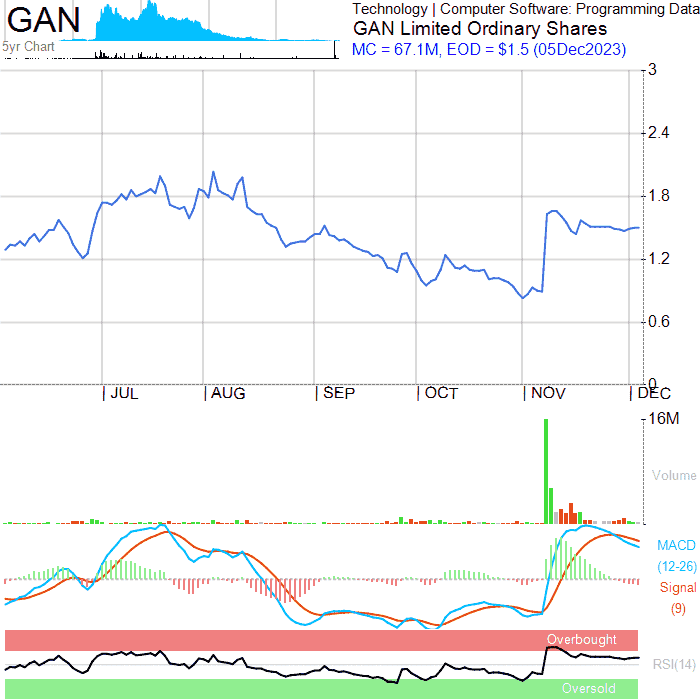 GAN
5yr Chart
Technology | Computer Software: Programming Data
GAN Limited Ordinary Shares
MC = 67.1M, EOD = $1.5 (05Dec2023)
3
2.4
1.8
1.2
0.6
0
| JUL | AUG | SEP | OCT | NOV | DEC
16M
Volume
MACD
(12-26)
Signal
(9)
Overbought
RSI(14)
Oversold